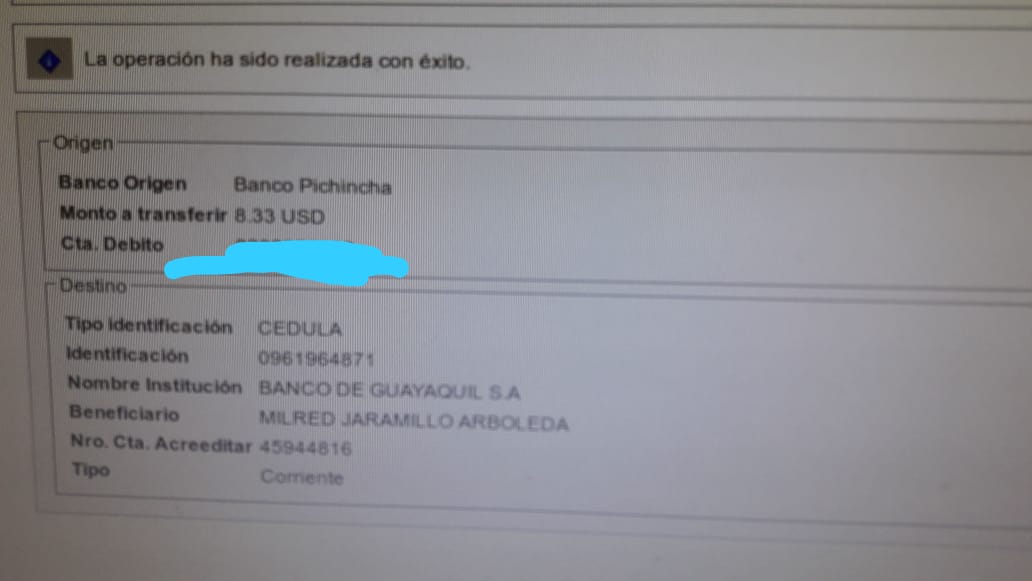 La operación ha sido realizada con éxito.
Origen
Banco Origen Banco Pichincha
Monto a transferir 8.33 USD
Cta. Debito
Destino
Tipo identificación CEDULA
Identificación 0961964871
Nombre Institución BANCO DE GUAYAQUIL S.A
Beneficiario MILRED JARAMILLO ARBOLEDA
Nro. Cta. Acreeditar 45944816
Tipo Corriente